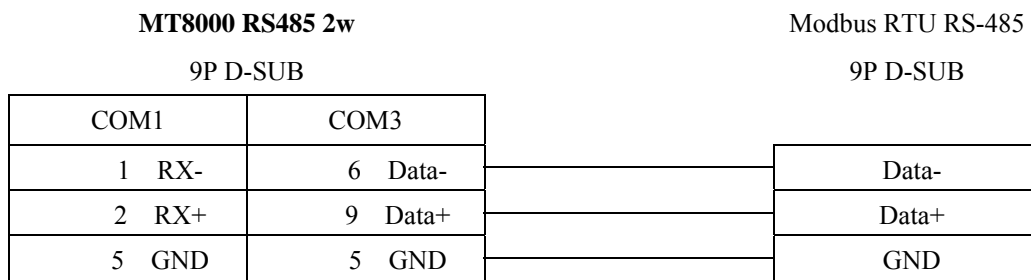 MT8000 RS485 2w Modbus RTU RS-485
9P D-SUB 9P D-SUB
COM1 COM3
1 RX- 6 Data- Data-
2 RX+ 9 Data+ Data+
5 GND 5 GND GND